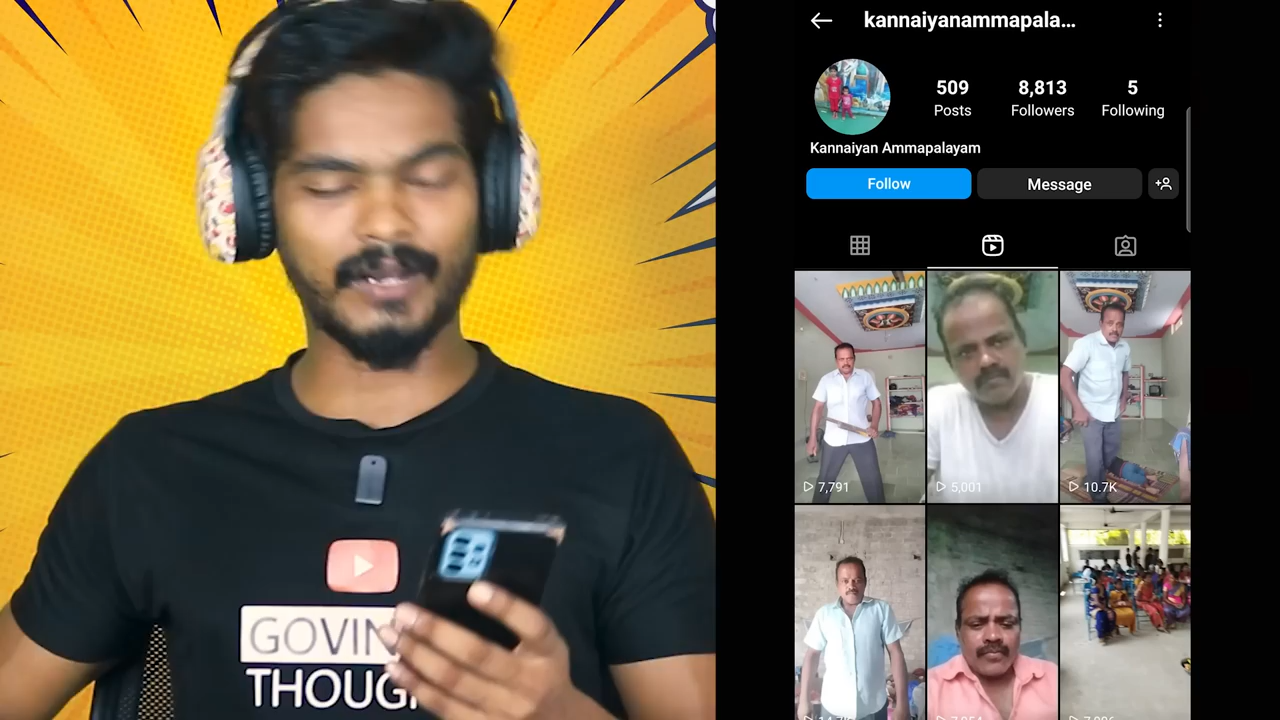 GOVIN
THOUG
kannaiyanammapala...
509
8,813
5
Posts
Followers
Following
Kannaiyan Ammapalayam
Follow
Message
7,791
5,001
10.7K